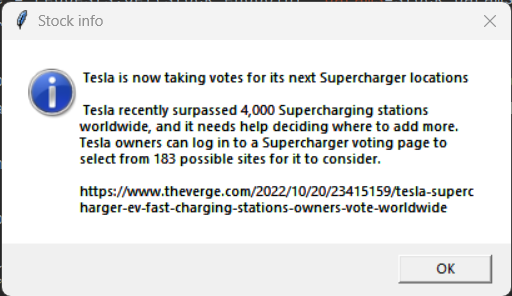 Stock info
Tesla is now taking votes for its next Supercharger locations
Tesla recently surpassed 4,000 Supercharging stations
worldwide, and it needs help deciding where to add more.
Tesla owners can log in to a Supercharger voting page to
select from 183 possible sites for it to consider.
https://www.theverge.com/2022/10/20/23415159/tesla-superc
harger-ev-fast-charging-stations-owners-vote-worldwide
OK